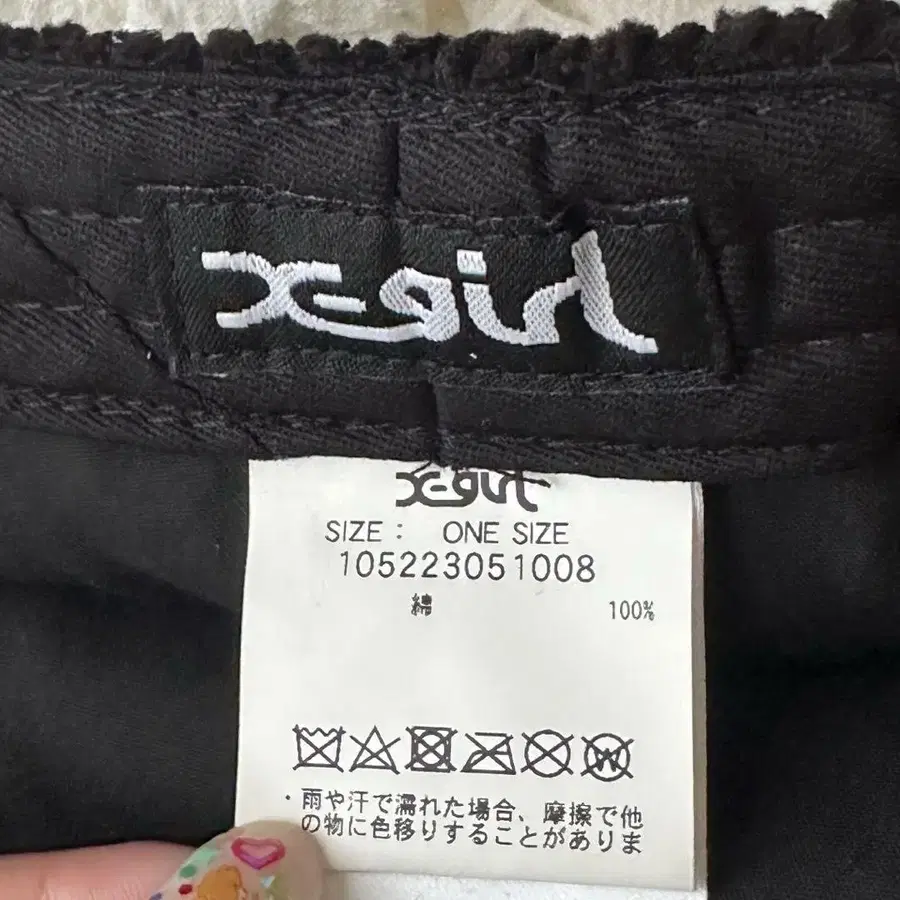 X-girl
X-girl
SIZE： ONE SIZE
105223051008
綿 100%
・雨や汗で濡れた場合、摩擦で他
の物に色移りすることがありま